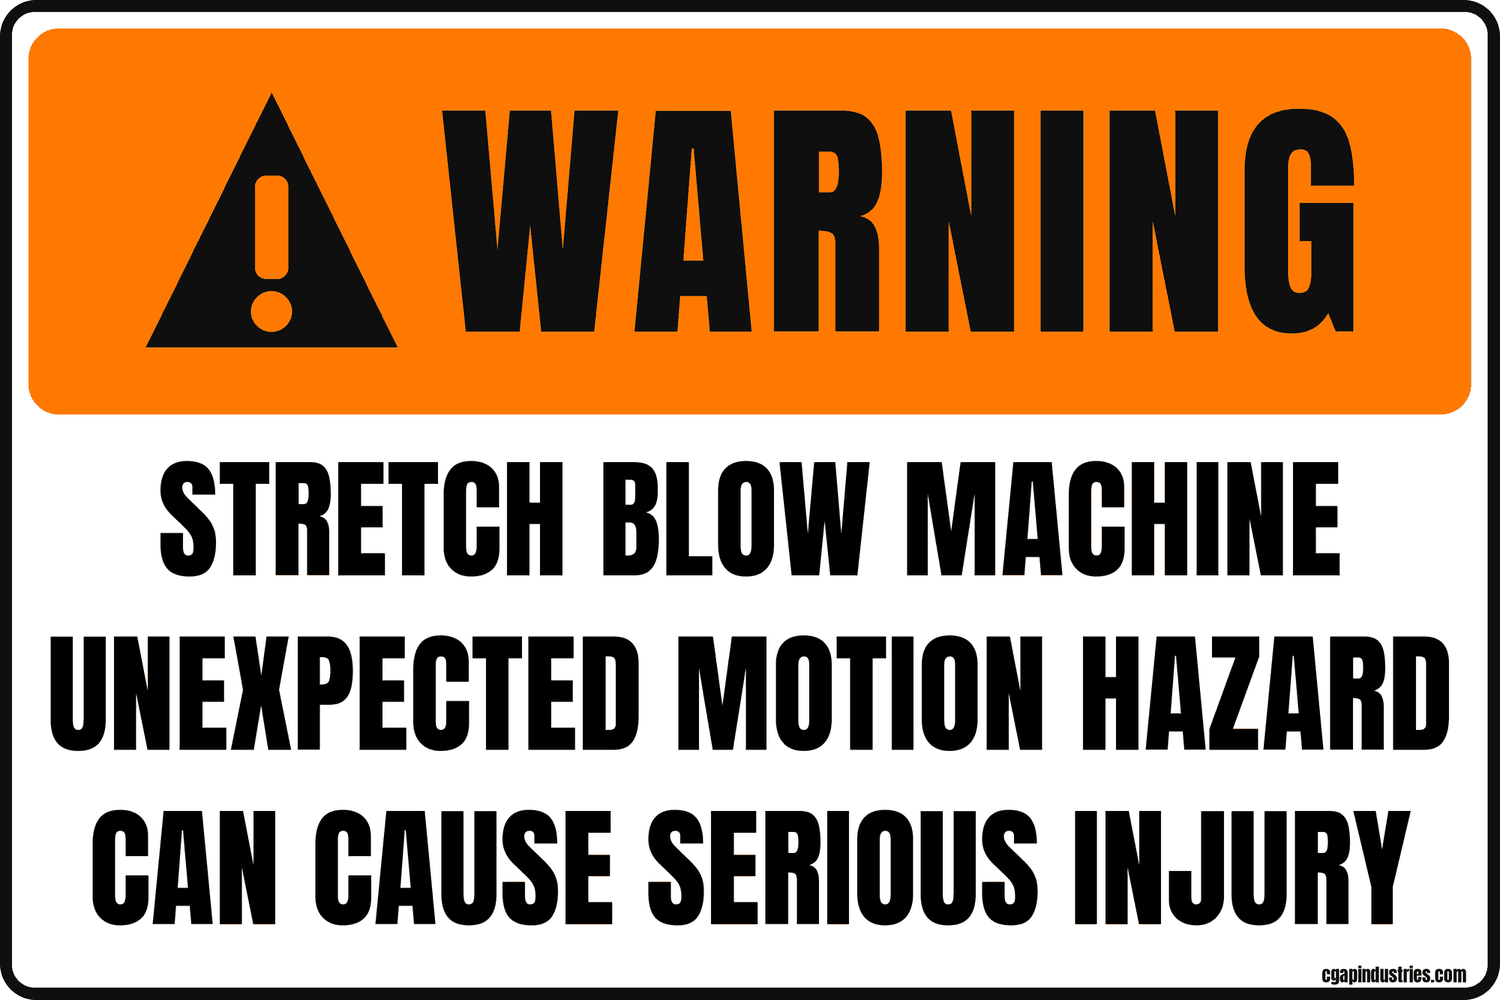 WARNING
STRETCH BLOW MACHINE
UNEXPECTED MOTION HAZARD
CAN CAUSE SERIOUS INJURY
cgapindustries.com